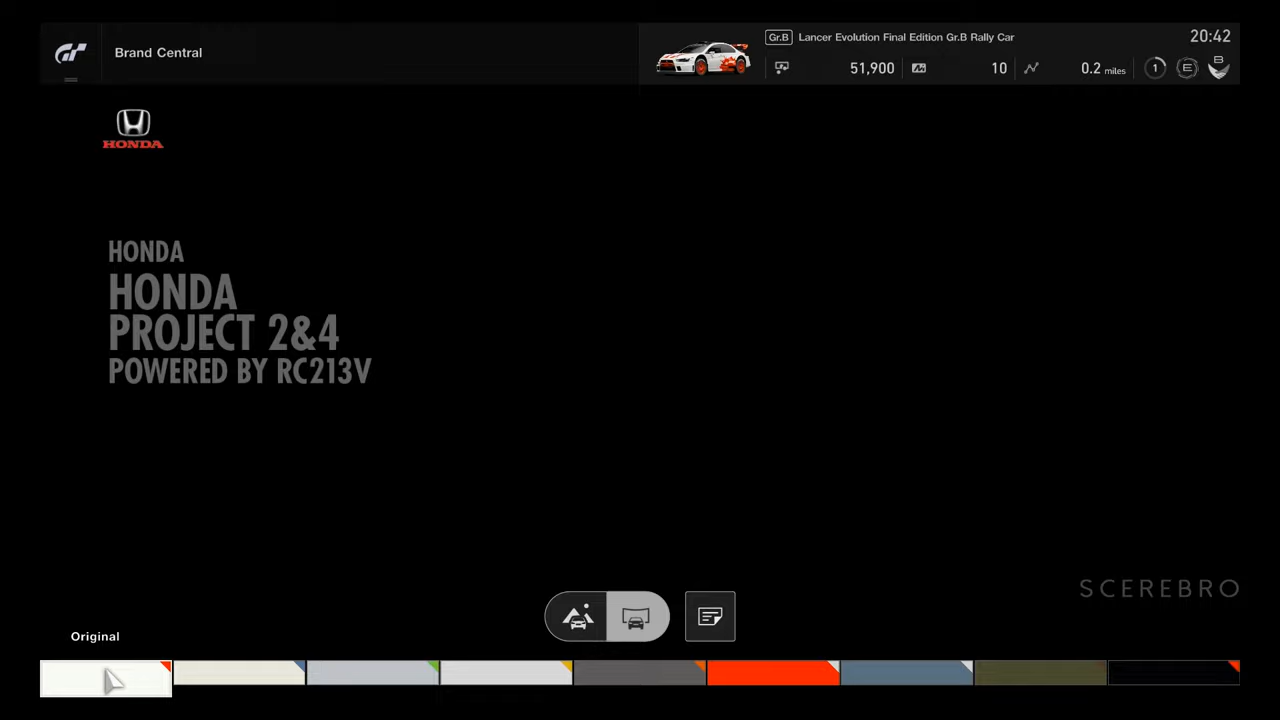 Brand Central
Gr.B Lancer Evolution Final Edition Gr.B Rally Car
20:42
51,900
10
0.2 miles
1
E
B
HONDA
HONDA
HONDA
PROJECT 2&4
POWERED BY RC213V
SCEREBRO
Original